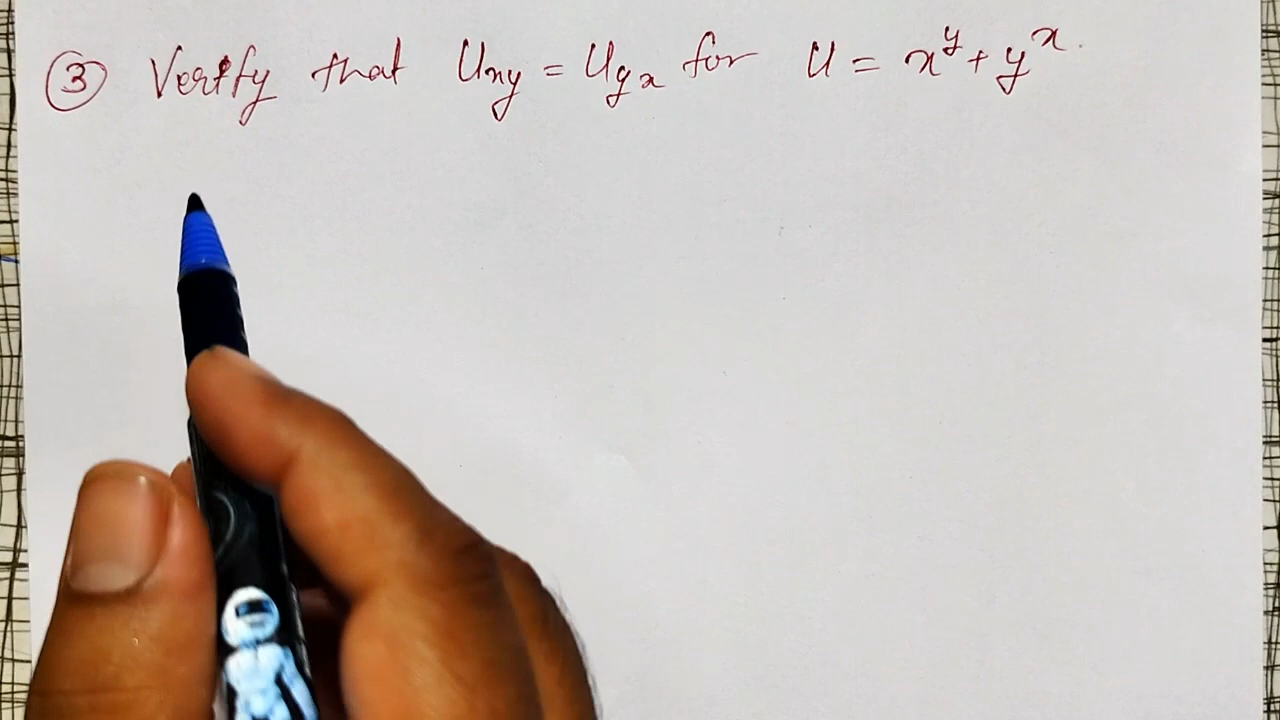 ③ Verify that Uxy = Uyx for U = x^y + y^x.